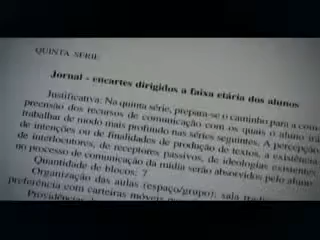 QUINTA SÉRIE:
Jornal - encartes dirigidos a faixa etária dos alunos
Justificativa: Na quinta série, prepara-se o caminho para a com-
preensão dos recursos de comunicação com os quais o aluno irá
trabalhar de modo mais profundo nas séries seguintes. A percepção
de intenções ou de finalidades de produção de textos, a existência
de interlocutores, de receptores passivos, de ideologias existentes
no processo de comunicação da mídia serão absorvidos pelo aluno
Quantidade de blocos: 7
Organização das aulas (espaço/grupo): sala
preferência com carteiras móveis
Providências